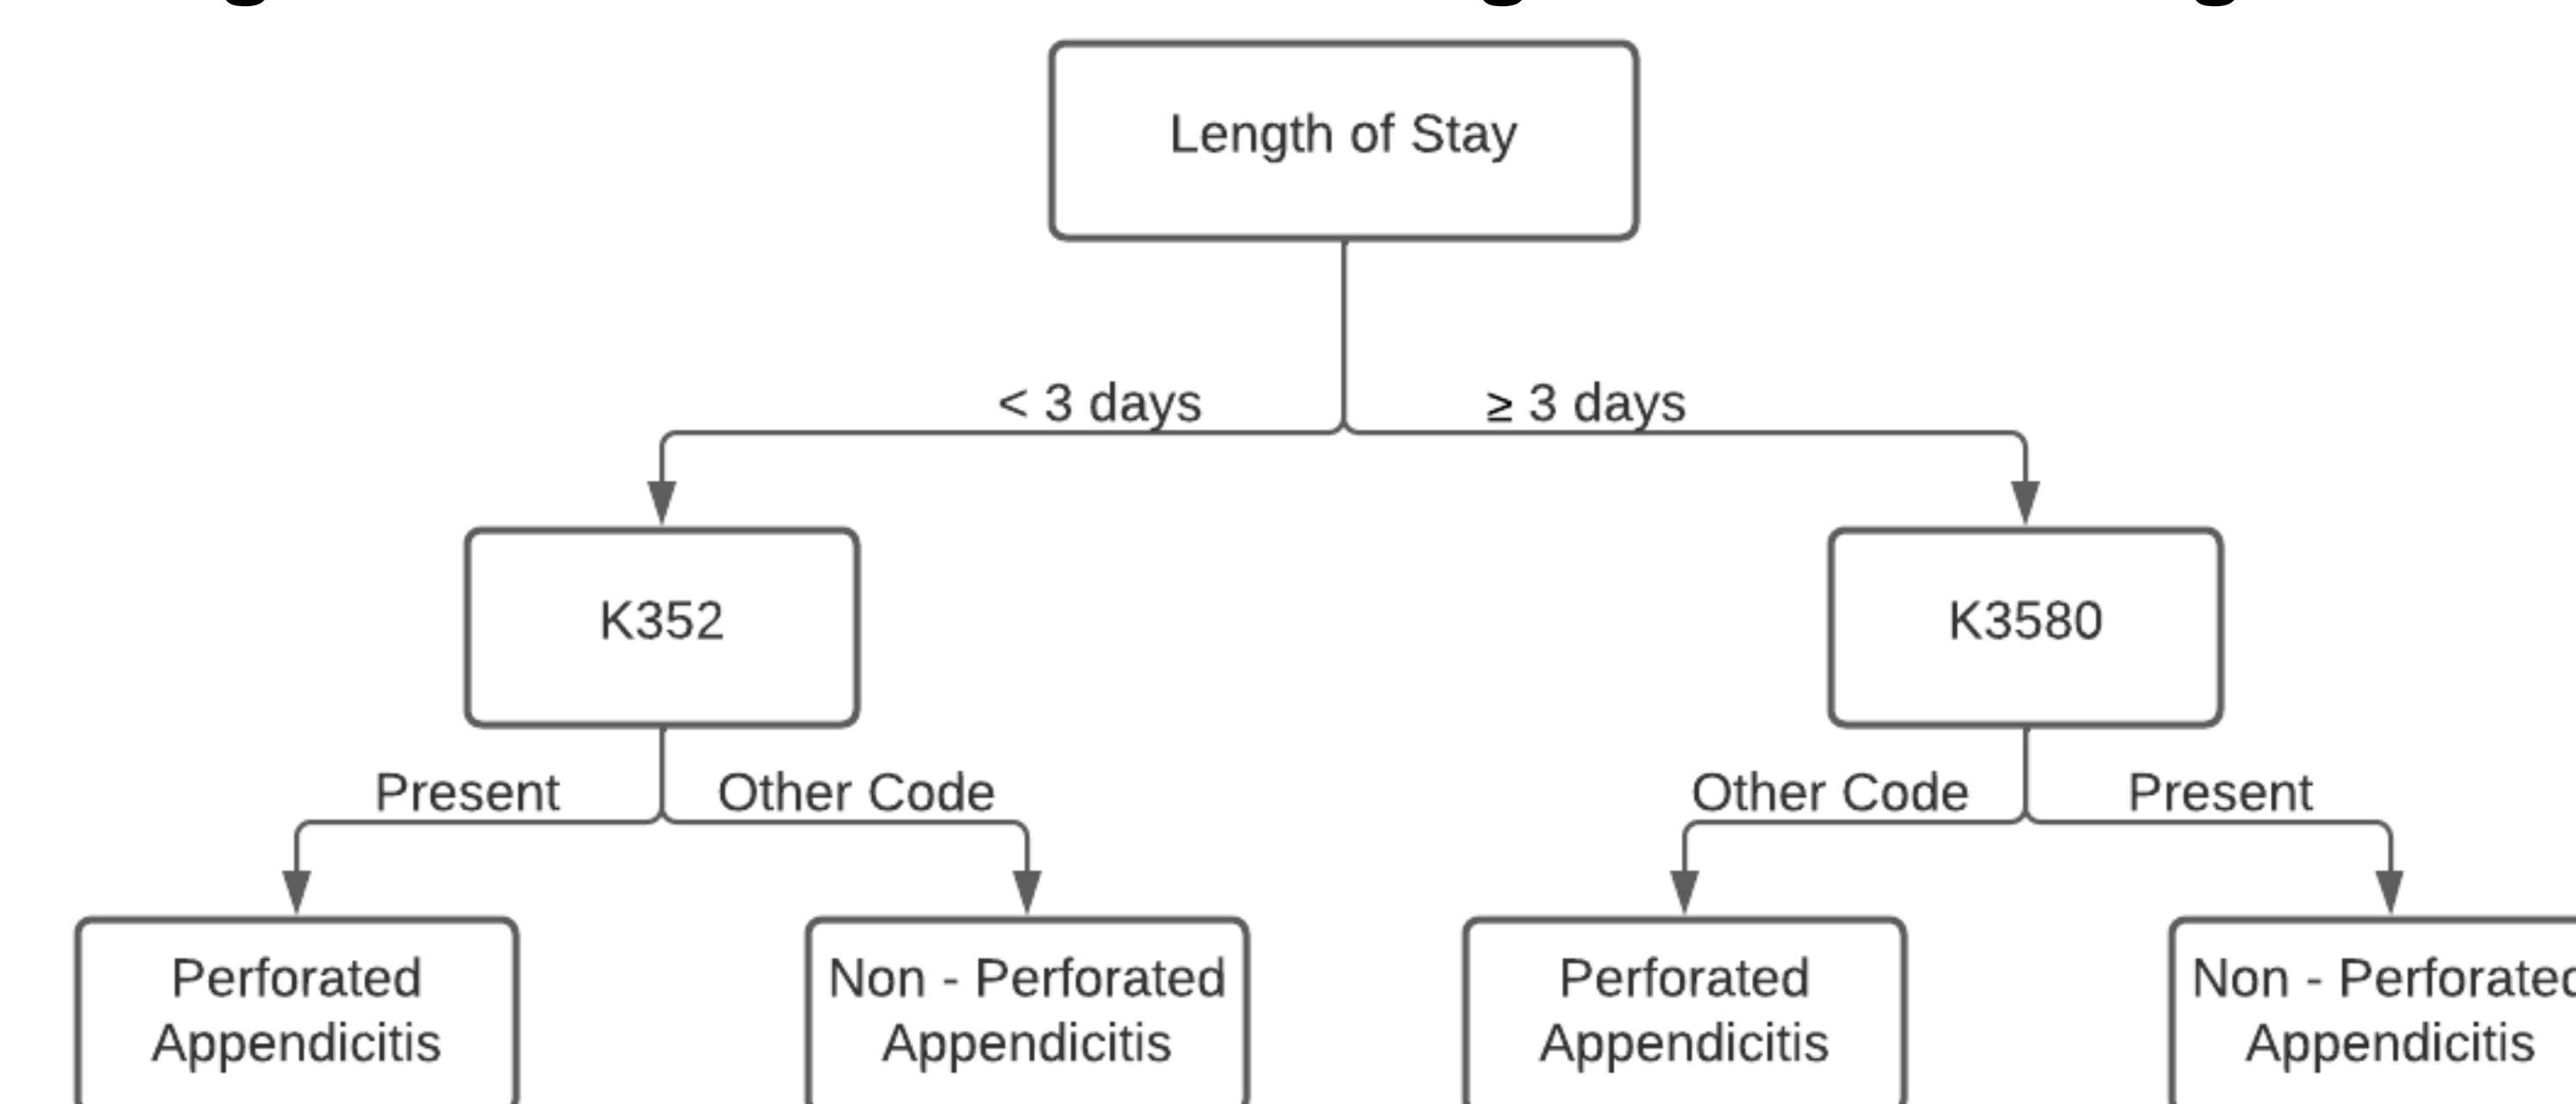 Length of Stay
< 3 days
≥ 3 days
K352
K3580
Present
Other Code
Other Code
Present
Perforated
Appendicitis
Non - Perforated
Appendicitis
Perforated
Appendicitis
Non - Perforated
Appendicitis